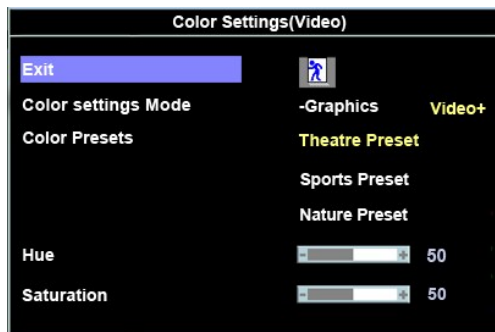 Color Settings(Video)
Exit
Color settings Mode -Graphics Video+
Color Presets Theatre Preset
Sports Preset
Nature Preset
Hue - + 50
Saturation - + 50